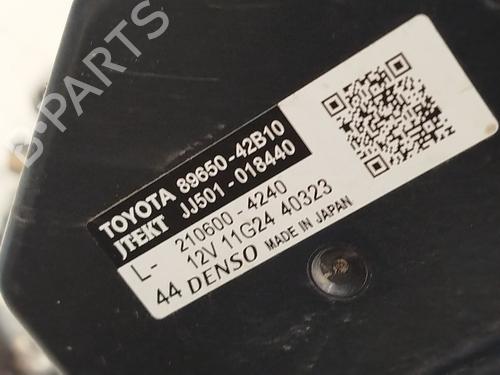 B-PARTS
TOYOTA 89650-42B10
JTEKT JJ501-018440
L- 210600-4240
12V 11G24 40323
44 DENSO MADE IN JAPAN